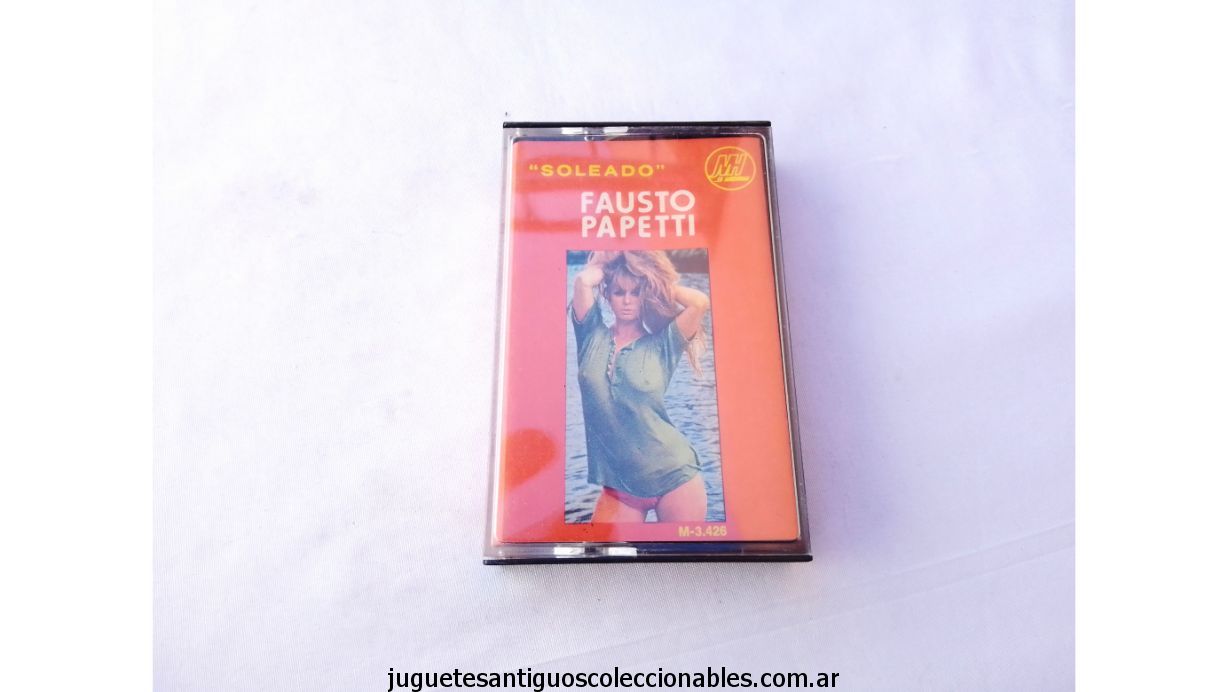 "SOLEADO"
MH
FAUSTO
PAPETTI
M-3.426
juguetesantiguoscoleccionables.com.ar